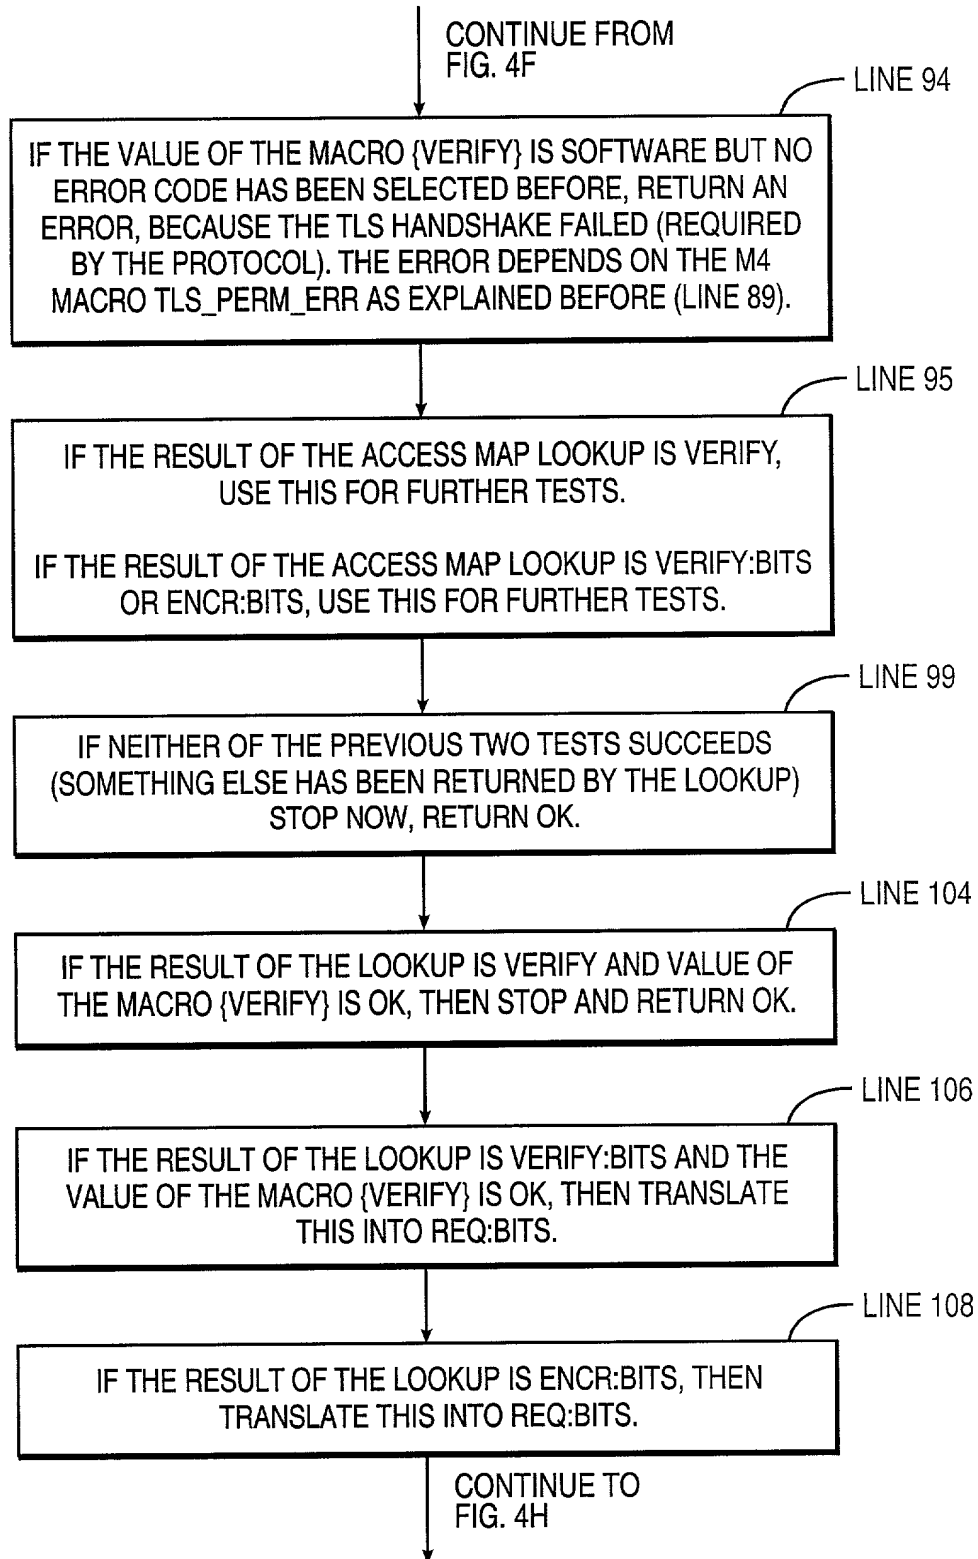 CONTINUE FROM
FIG. 4F
LINE 94
IF THE VALUE OF THE MACRO {VERIFY} IS SOFTWARE BUT NO
ERROR CODE HAS BEEN SELECTED BEFORE, RETURN AN
ERROR, BECAUSE THE TLS HANDSHAKE FAILED (REQUIRED
BY THE PROTOCOL). THE ERROR DEPENDS ON THE M4
MACRO TLS_PERM_ERR AS EXPLAINED BEFORE (LINE 89).
LINE 95
IF THE RESULT OF THE ACCESS MAP LOOKUP IS VERIFY,
USE THIS FOR FURTHER TESTS.
IF THE RESULT OF THE ACCESS MAP LOOKUP IS VERIFY:BITS
OR ENCR:BITS, USE THIS FOR FURTHER TESTS.
LINE 99
IF NEITHER OF THE PREVIOUS TWO TESTS SUCCEEDS
(SOMETHING ELSE HAS BEEN RETURNED BY THE LOOKUP)
STOP NOW, RETURN OK.
LINE 104
IF THE RESULT OF THE LOOKUP IS VERIFY AND VALUE OF
THE MACRO {VERIFY} IS OK, THEN STOP AND RETURN OK.
LINE 106
IF THE RESULT OF THE LOOKUP IS VERIFY:BITS AND THE
VALUE OF THE MACRO {VERIFY} IS OK, THEN TRANSLATE
THIS INTO REQ:BITS.
LINE 108
IF THE RESULT OF THE LOOKUP IS ENCR:BITS, THEN
TRANSLATE THIS INTO REQ:BITS.
CONTINUE TO
FIG. 4H